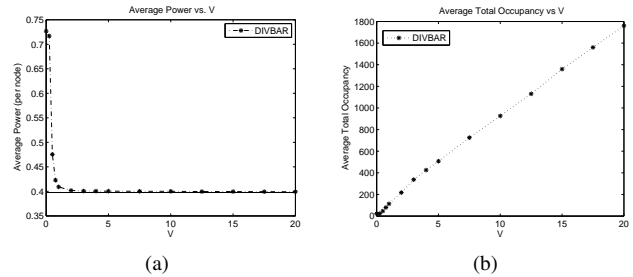 Average Power vs. V
DIVBAR
0.75
0.7
0.65
0.6
0.55
0.5
0.45
0.4
0.35
Average Power (per node)
0
5
10
15
20
V
(a)
Average Total Occupancy vs V
DIVBAR
1800
1600
1400
1200
1000
800
600
400
200
0
Average Total Occupancy
0
5
10
15
20
V
(b)